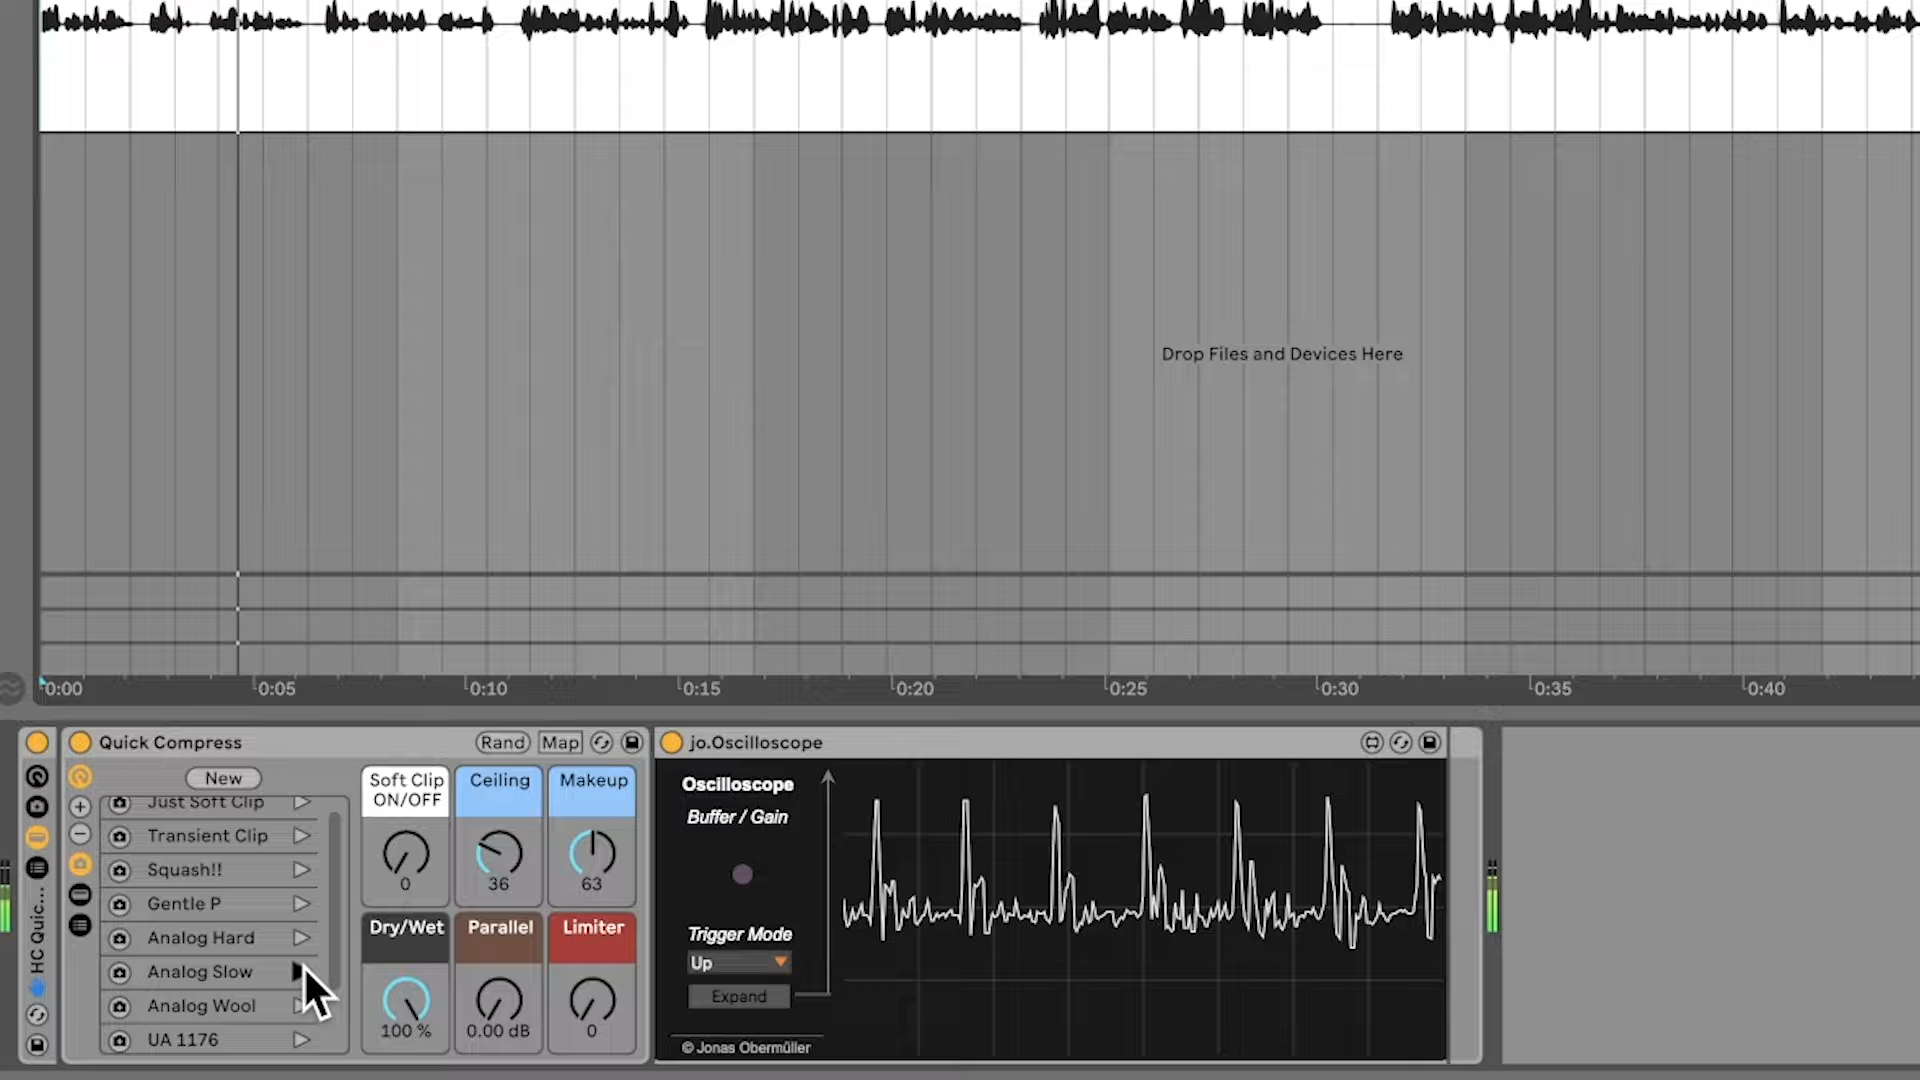 Drop Files and Devices Here
0:00 0:05 0:10 0:15 0:20 0:25 0:30 0:35 0:40
HC Quic...
Quick Compress
Rand
Map
New
Just Soft Clip
Transient Clip
Squash!!
Gentle P
Analog Hard
Analog Slow
Analog Wool
UA 1176
Soft Clip
ON/OFF
0
Ceiling
36
Makeup
63
Dry/Wet
100 %
Parallel
0.00 dB
Limiter
0
jo.Oscilloscope
Oscilloscope
Buffer / Gain
Trigger Mode
Up
Expand
© Jonas Obermüller